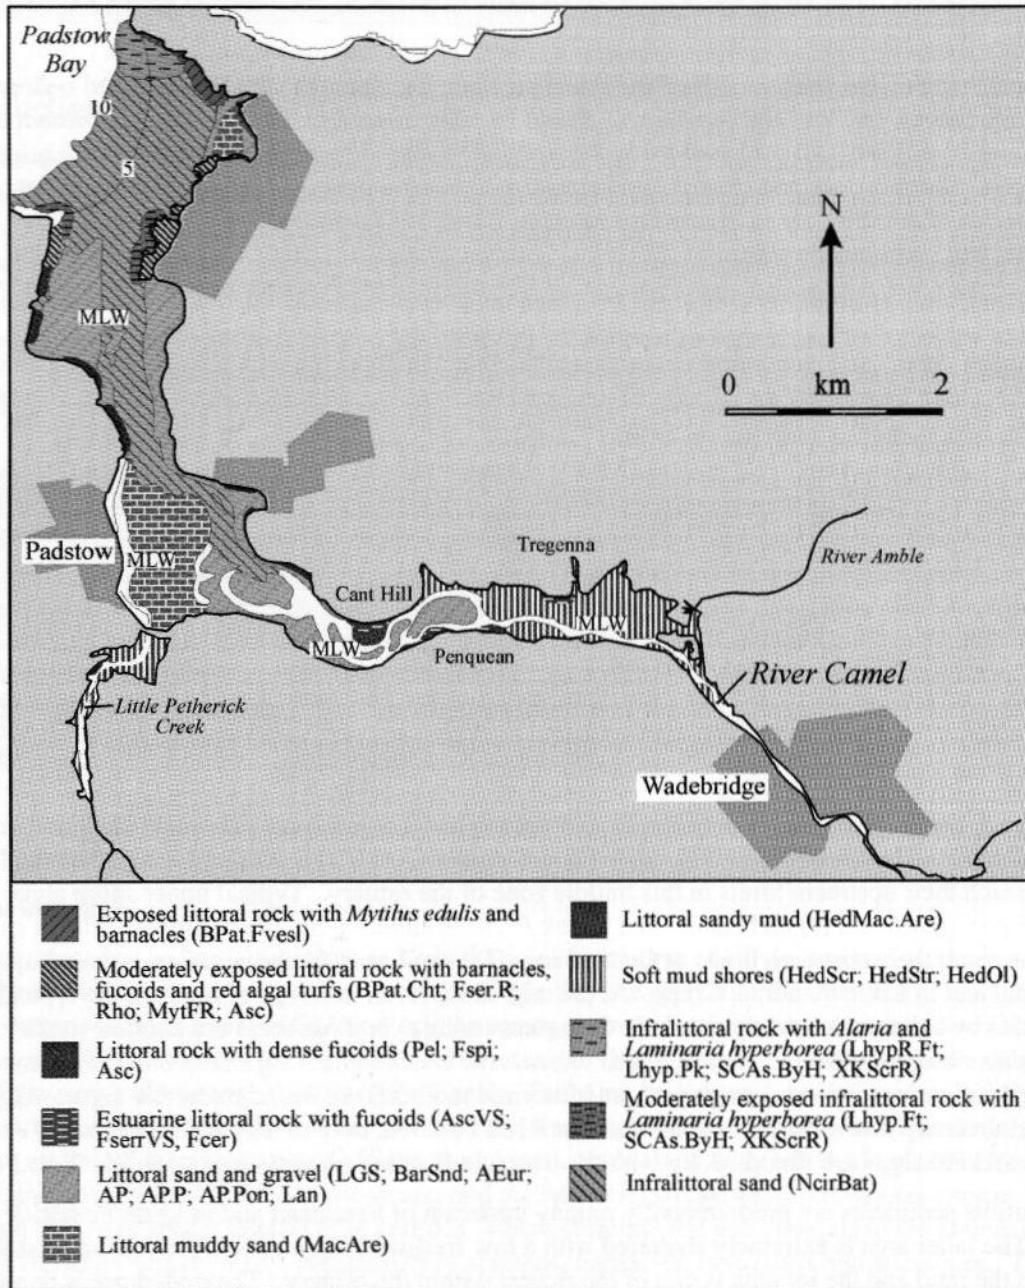 Padstow
Bay
10
5
N
MLW
0 km 2
Padstow
MLW
Tregenna
River Amble
Cant Hill
MLW
MLW
Penquean
River Camel
Little Petherick
Creek
Wadebridge
Exposed littoral rock with Mytilus edulis and
barnacles (BPat.Fvesl)
Moderately exposed littoral rock with barnacles,
fucoids and red algal turfs (BPat.Cht; Fser.R;
Rho; MytFR; Asc)
Littoral rock with dense fucoids (Pel; Fspi;
Asc)
Estuarine littoral rock with fucoids (AscVS;
FserrVS, Fcer)
Littoral sand and gravel (LGS; BarSnd; AEur;
AP; AP.P; AP.Pon; Lan)
Littoral muddy sand (MacAre)
Littoral sandy mud (HedMac.Are)
Soft mud shores (HedScr; HedStr; HedOl)
Infralittoral rock with Alaria and
Laminaria hyperborea (LhypR.Ft;
Lhyp.Pk; SCAs.ByH; XKScrR)
Moderately exposed infralittoral rock with
Laminaria hyperborea (Lhyp.Ft;
SCAs.ByH; XKScrR)
Infralittoral sand (NcirBat)